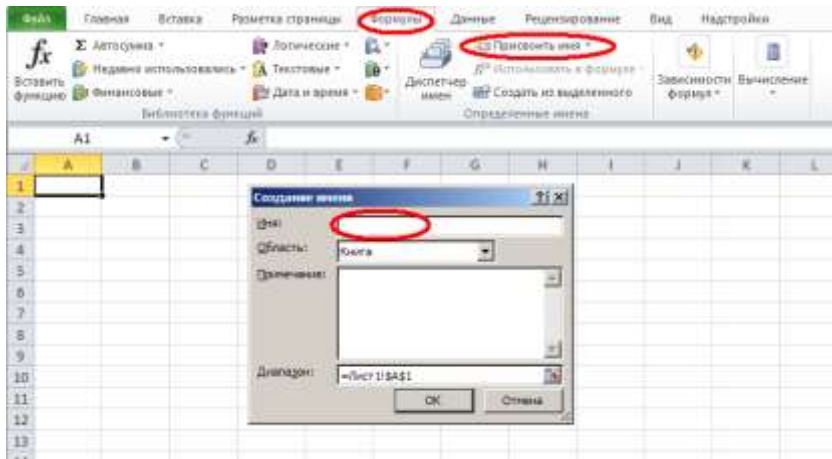 Файл Главная Вставка Разметка страницы Формулы Данные Рецензирование Вид Надстройки
fx Вставить функцию
Σ Автосумма
Недавно использовались
Финансовые
Логические
Текстовые
Дата и время
Библиотека функций
Диспетчер имен
Присвоить имя
Использовать в формуле
Создать из выделенного
Определенные имена
Зависимости формул
Вычисление
A1 fx
A B C D E F G H I J K L
1
2
3
4
5
6
7
8
9
10
11
12
13
Создание имени
Имя:
Область: Книга
Примечание:
Диапазон: =Лист1!$A$1
ОК Отмена